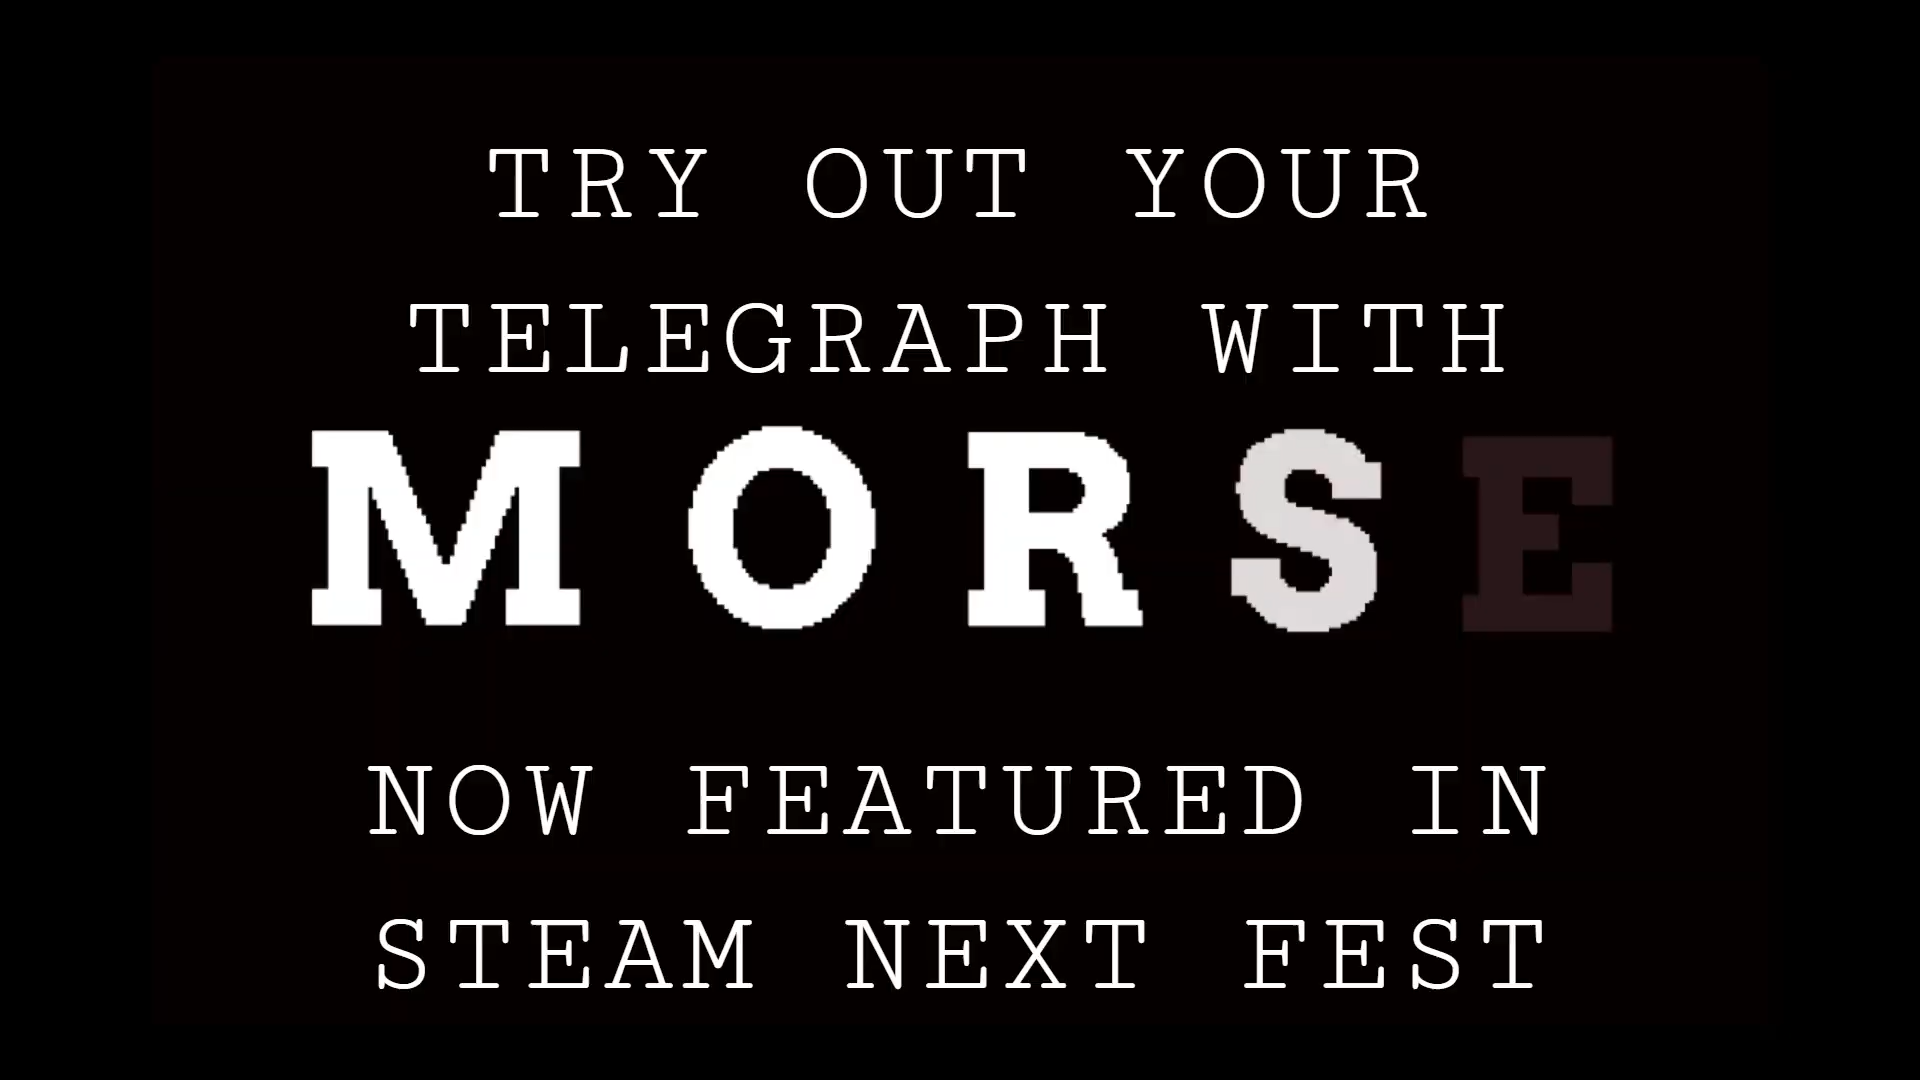 TRY OUT YOUR
TELEGRAPH WITH
MORSE
NOW FEATURED IN
STEAM NEXT FEST